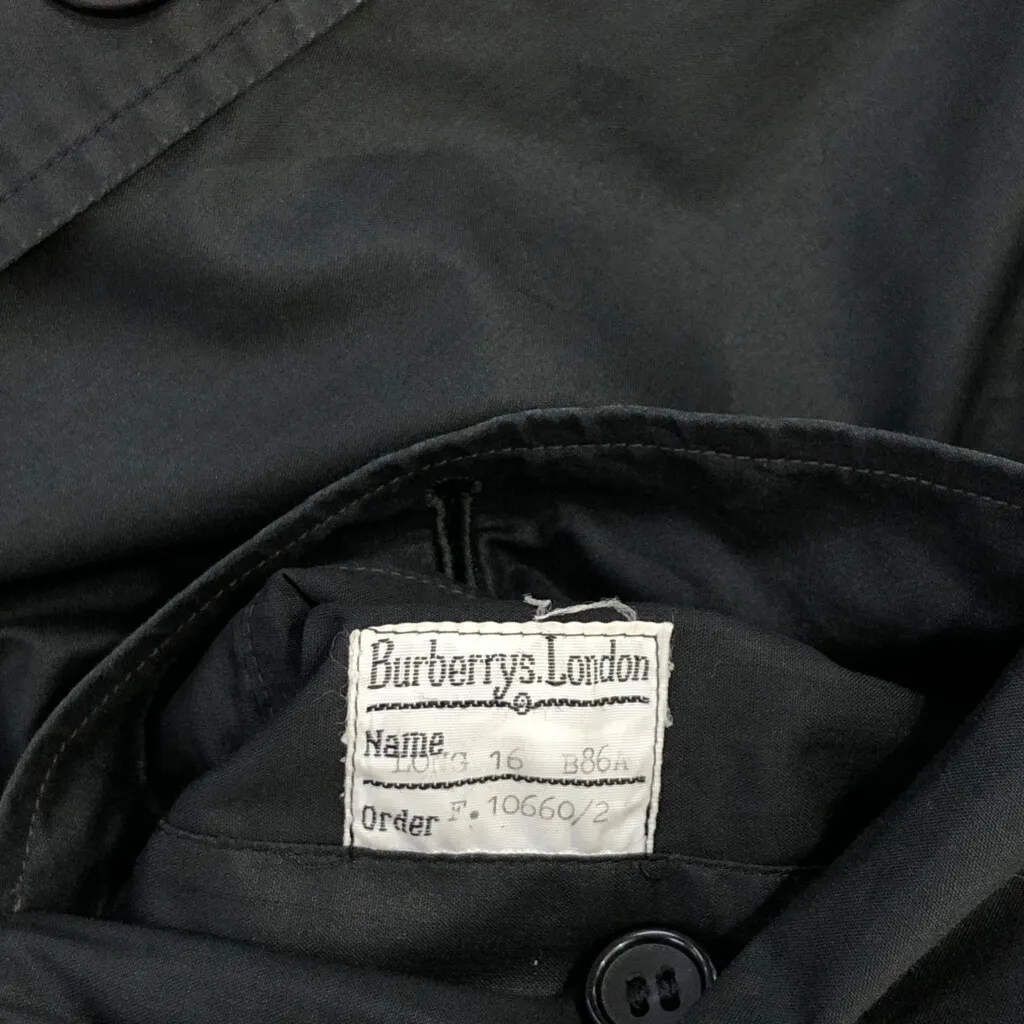 Burberrys.London
Name LONG 16 B86A
Order F. 10660/2